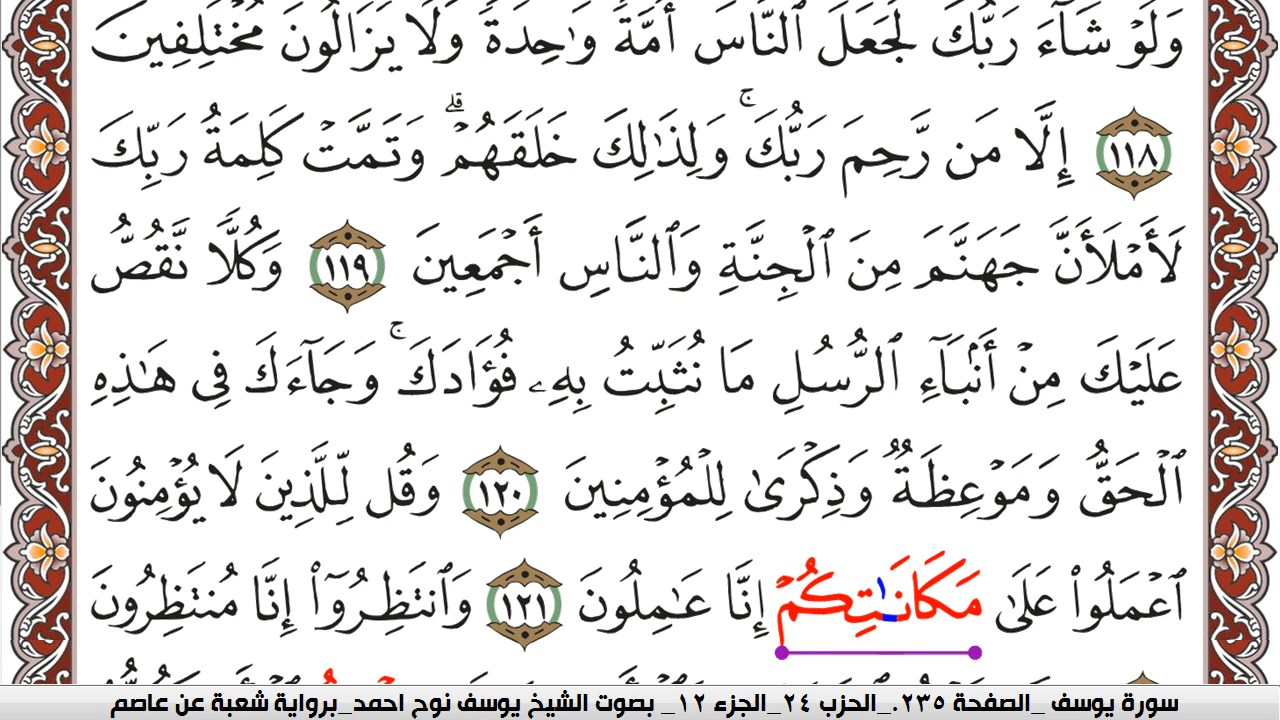 وَلَوْ شَآءَ رَبُّكَ لَجَعَلَ ٱلنَّاسَ أُمَّةً وَٰحِدَةً وَلَا يَزَالُونَ مُخْتَلِفِينَ
١١٨ إِلَّا مَن رَّحِمَ رَبُّكَ ۚ وَلِذَٰلِكَ خَلَقَهُمْ ۗ وَتَمَّتْ كَلِمَةُ رَبِّكَ
لَأَمْلَأَنَّ جَهَنَّمَ مِنَ ٱلْجِنَّةِ وَٱلنَّاسِ أَجْمَعِينَ ١١٩ وَكُلًّا نَّقُصُّ
عَلَيْكَ مِنْ أَنۢبَآءِ ٱلرُّسُلِ مَا نُثَبِّتُ بِهِۦ فُؤَادَكَ ۚ وَجَآءَكَ فِى هَٰذِهِ
ٱلْحَقُّ وَمَوْعِظَةٌ وَذِكْرَىٰ لِلْمُؤْمِنِينَ ١٢٠ وَقُل لِّلَّذِينَ لَا يُؤْمِنُونَ
ٱعْمَلُوا۟ عَلَىٰ مَكَانَٰتِكُمْ إِنَّا عَٰمِلُونَ ١٢١ وَٱنتَظِرُوٓا۟ إِنَّا مُنتَظِرُونَ
سورة يوسف _الصفحة ٢٣٥._الحزب ٢٤_الجزء ١٢_ بصوت الشيخ يوسف نوح احمد_برواية شعبة عن عاصم